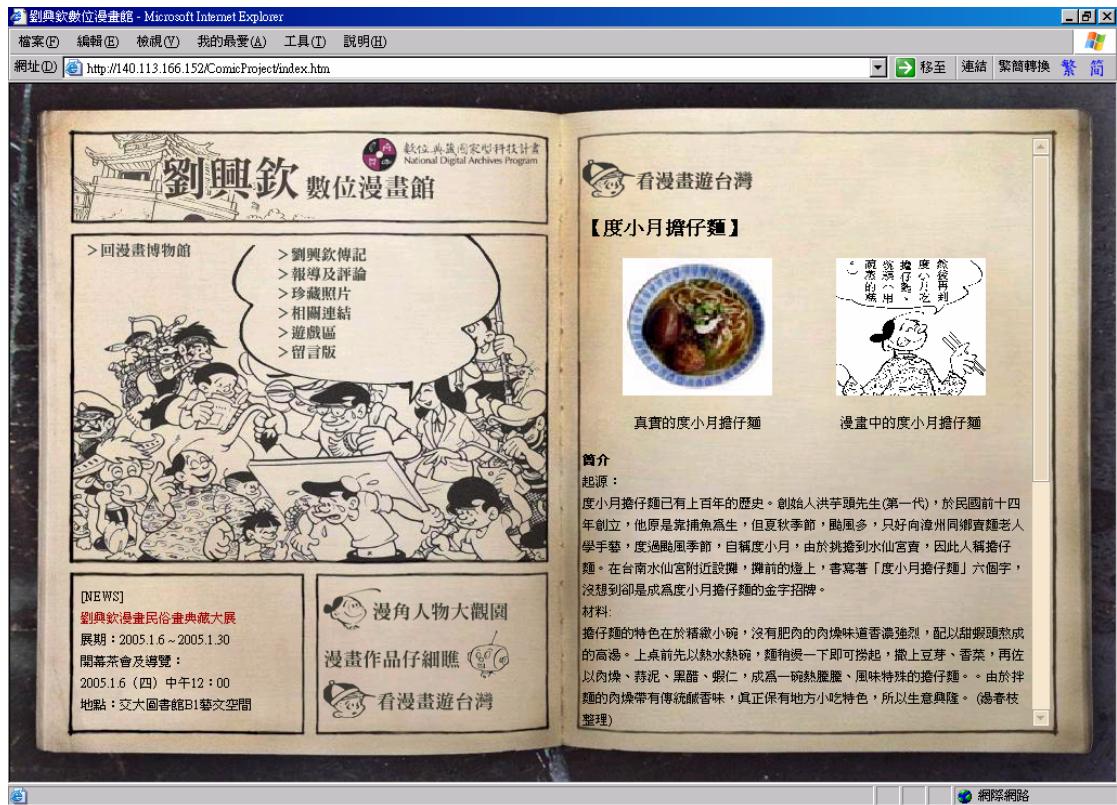 劉興欽數位漫畫館 - Microsoft Internet Explorer
檔案(F) 編輯(E) 檢視(V) 我的最愛(A) 工具(T) 說明(H)
網址(D) http://140.113.166.152/ComicProject/index.htm 移至 連結 繁簡轉換 繁 简
數位典藏國家型科技計畫
National Digital Archives Program
劉興欽 數位漫畫館
>回漫畫博物館
>劉興欽傳記
>報導及評論
>珍藏照片
>相關連結
>遊戲區
>留言版
[NEWS]
劉興欽漫畫民俗畫典藏大展
展期：2005.1.6 ~ 2005.1.30
開幕茶會及導覽：
2005.1.6（四）中午12：00
地點：交大圖書館B1藝文空間
漫角人物大觀園
漫畫作品仔細瞧
看漫畫遊台灣
看漫畫遊台灣
【度小月擔仔麵】
然後再到
度小月吃
擔仔麵、
碗粿（用
碗蒸的糕
真實的度小月擔仔麵
漫畫中的度小月擔仔麵
簡介
起源：
度小月擔仔麵已有上百年的歷史。創始人洪芋頭先生(第一代)，於民國前十四
年創立，他原是靠捕魚為生，但夏秋季節，颱風多，只好向漳州同鄉賣麵老人
學手藝，度過颱風季節，自稱度小月，由於挑擔到水仙宮賣，因此人稱擔仔
麵。在台南水仙宮附近設攤，攤前的燈上，書寫著「度小月擔仔麵」六個字，
沒想到卻是成為度小月擔仔麵的金字招牌。
材料:
擔仔麵的特色在於精緻小碗，沒有肥肉的肉燥味道香濃強烈，配以甜蝦頭熬成
的高湯。上桌前先以熱水熱碗，麵稍燙一下即可撈起，撒上豆芽、香菜，再佐
以肉燥、蒜泥、黑醋、蝦仁，成為一碗熱騰騰、風味特殊的擔仔麵。。由於拌
麵的肉燥帶有傳統鹹香味，真正保有地方小吃特色，所以生意興隆。 (湯春枝
整理)
網際網路